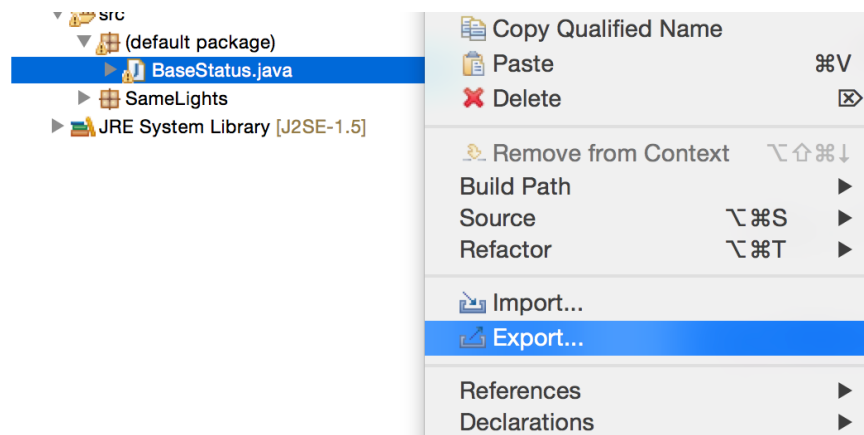 src
(default package)
BaseStatus.java
SameLights
JRE System Library [J2SE-1.5]
Copy Qualified Name
Paste ⌘V
Delete ⌦
Remove from Context ⌥⇧⌘↓
Build Path
Source ⌥⌘S
Refactor ⌥⌘T
Import...
Export...
References
Declarations